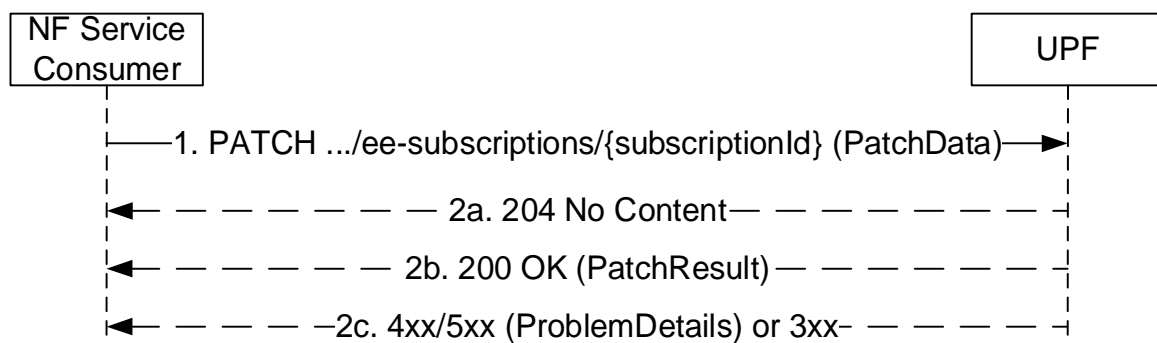 NF Service
Consumer
UPF
1. PATCH .../ee-subscriptions/{subscriptionId} (PatchData)
2a. 204 No Content
2b. 200 OK (PatchResult)
2c. 4xx/5xx (ProblemDetails) or 3xx